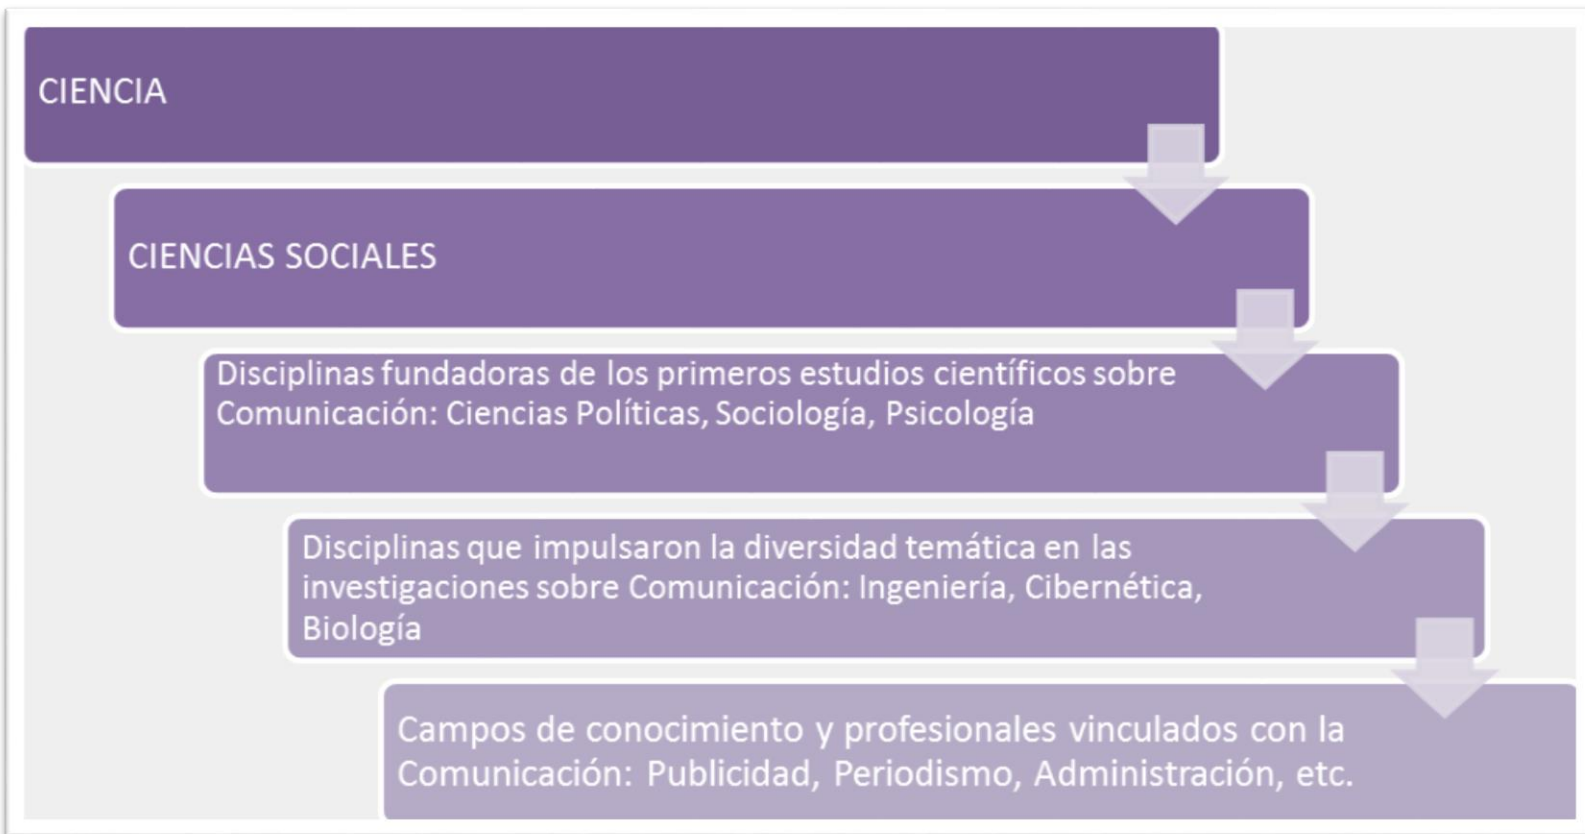 CIENCIA
CIENCIAS SOCIALES
Disciplinas fundadoras de los primeros estudios científicos sobre
Comunicación: Ciencias Políticas, Sociología, Psicología
Disciplinas que impulsaron la diversidad temática en las
investigaciones sobre Comunicación: Ingeniería, Cibernética,
Biología
Campos de conocimiento y profesionales vinculados con la
Comunicación: Publicidad, Periodismo, Administración, etc.